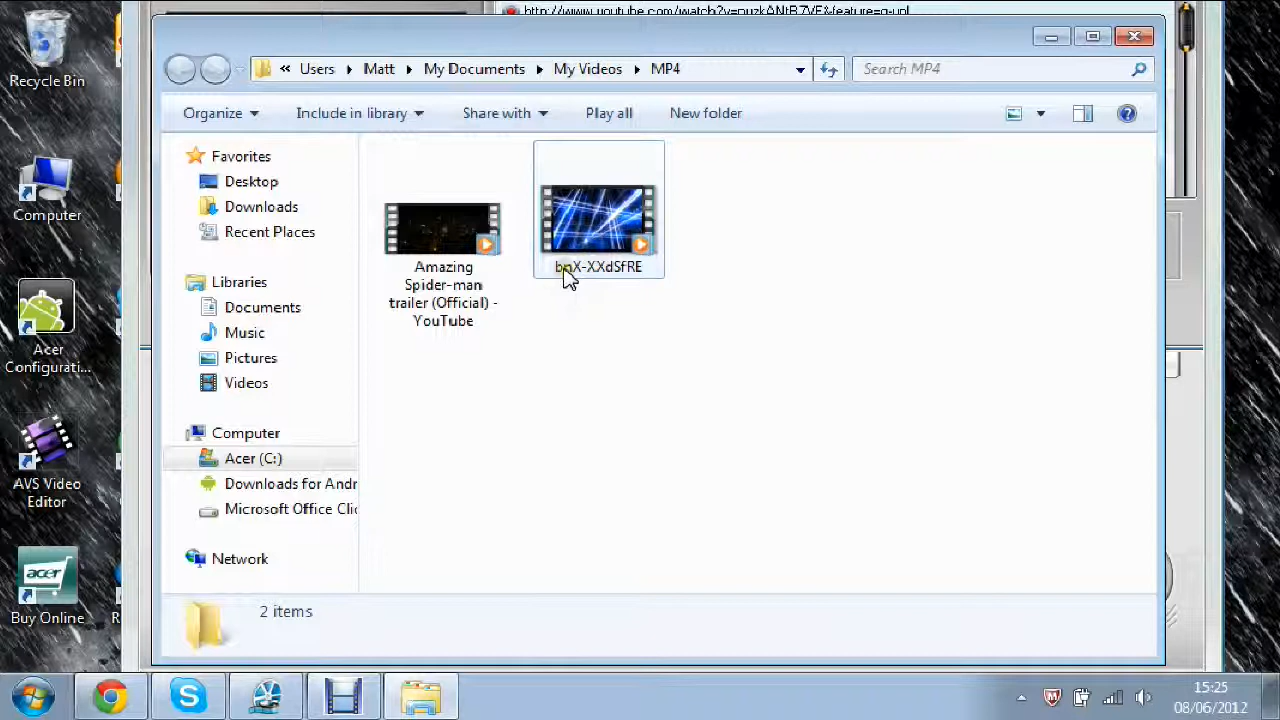 Recycle Bin
Computer
Acer
Configurati...
AVS Video
Editor
acer
Buy Online
Users
Matt
My Documents
My Videos
MP4
Search MP4
Organize
Include in library
Share with
Play all
New folder
Favorites
Desktop
Downloads
Recent Places
Libraries
Documents
Music
Pictures
Videos
Computer
Acer (C:)
Downloads for Andr
Microsoft Office Clic
Network
Amazing
Spider-man
trailer (Official) -
YouTube
2 items
15:25
08/06/2012